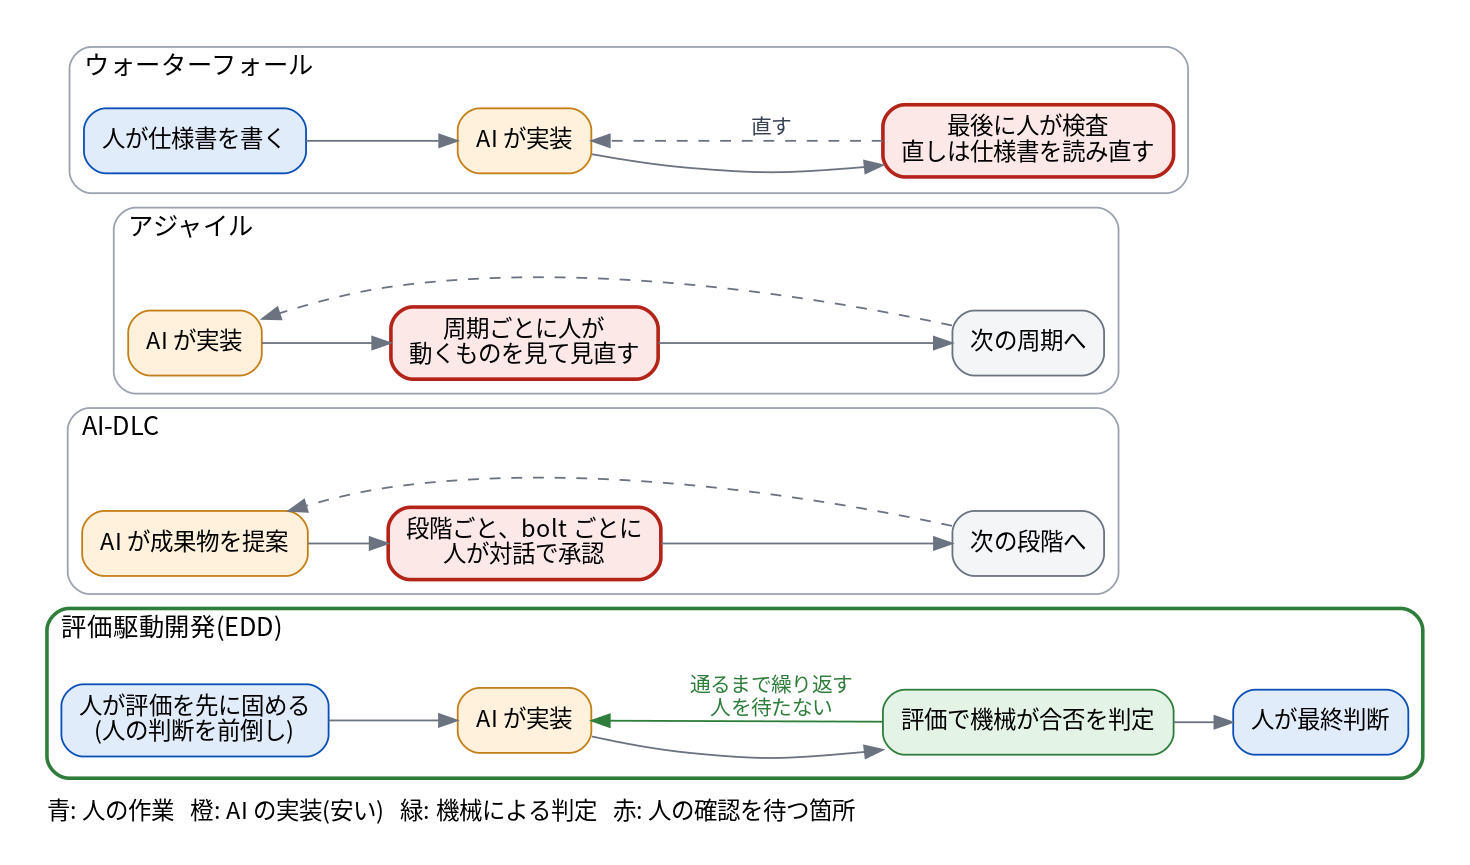 ウォーターフォール
人が仕様書を書く
AI が実装
直す
最後に人が検査
直しは仕様書を読み直す
アジャイル
AI が実装
周期ごとに人が
動くものを見て見直す
次の周期へ
AI-DLC
AI が成果物を提案
段階ごと、bolt ごとに
人が対話で承認
次の段階へ
評価駆動開発(EDD)
人が評価を先に固める
(人の判断を前倒し)
AI が実装
通るまで繰り返す
人を待たない
評価で機械が合否を判定
人が最終判断
青: 人の作業 橙: AI の実装(安い) 緑: 機械による判定 赤: 人の確認を待つ箇所